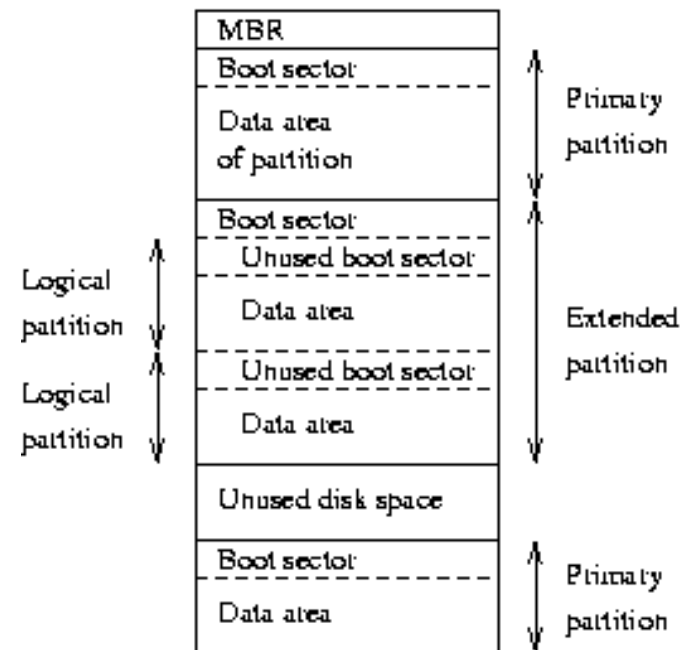 MBR
Boot sector
Data area
of partition
Primary
partition
Boot sector
Unused boot sector
Data area
Logical
partition
Unused boot sector
Data area
Logical
partition
Extended
partition
Unused disk space
Boot sector
Data area
Primary
partition